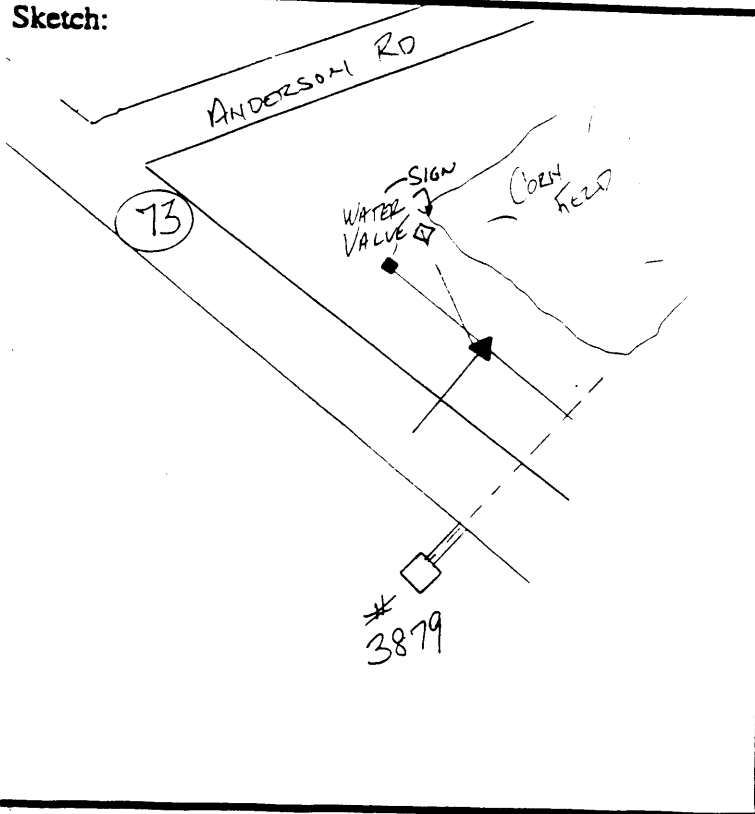 Sketch:
ANDERSON RD
SIGN
WATER
VALVE
CORN
FIELD
73
#
3879